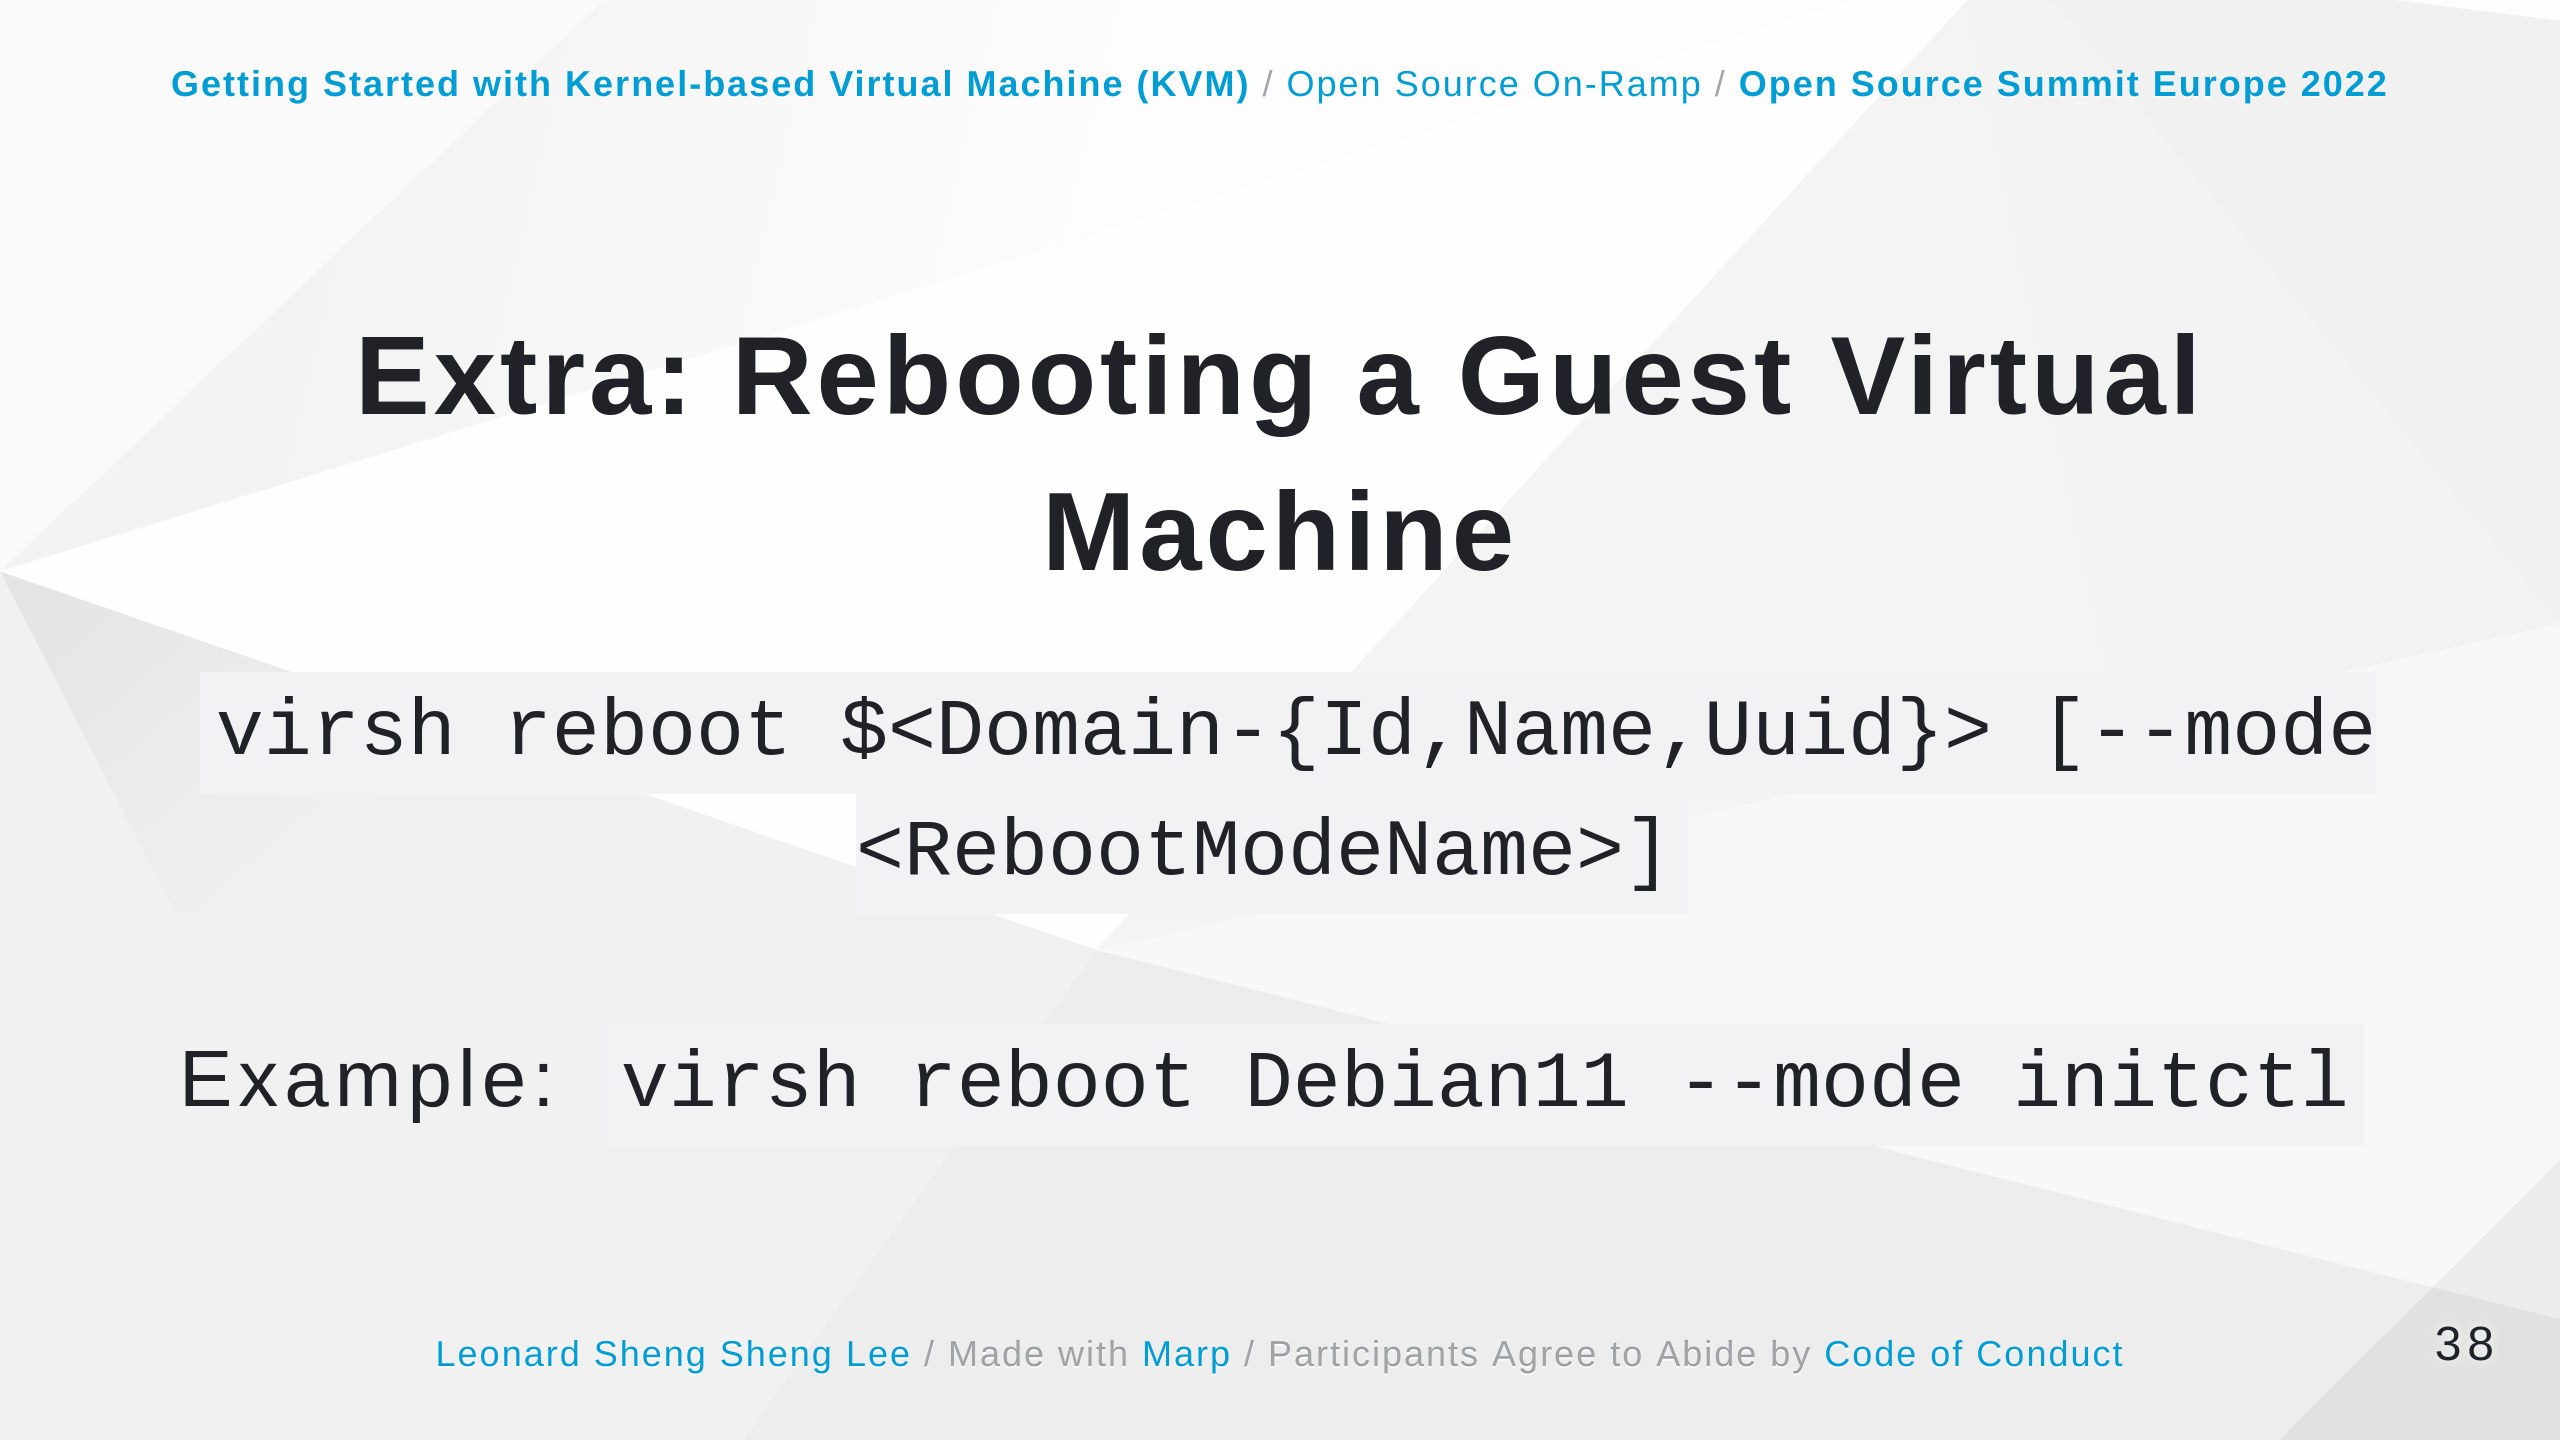 Getting Started with Kernel-based Virtual Machine (KVM) / Open Source On-Ramp / Open Source Summit Europe 2022
Extra: Rebooting a Guest Virtual
Machine
virsh reboot $<Domain-{Id,Name,Uuid}> [--mode
<RebootModeName>]
Example: virsh reboot Debian11 --mode initctl
Leonard Sheng Sheng Lee / Made with Marp / Participants Agree to Abide by Code of Conduct
38